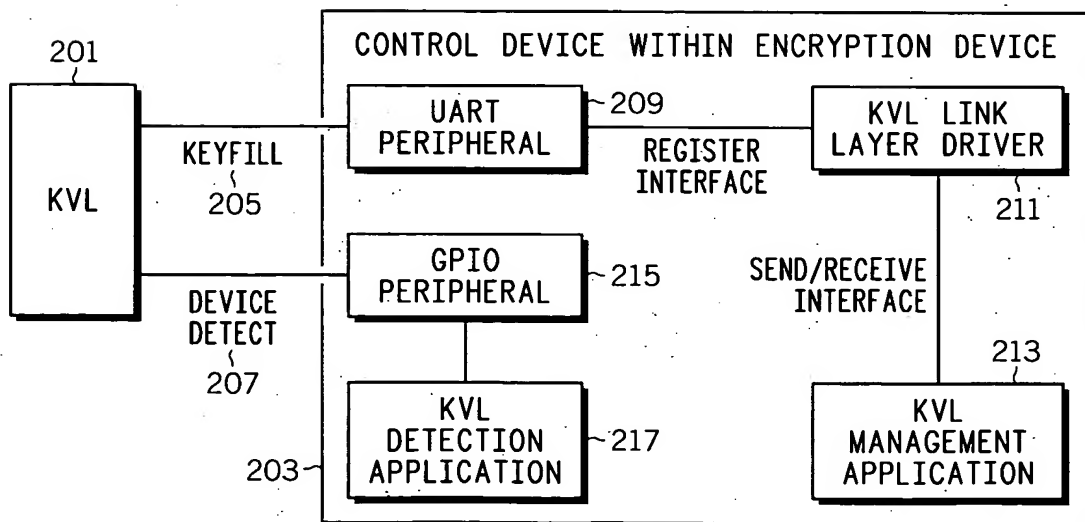 CONTROL DEVICE WITHIN ENCRYPTION DEVICE
201
KVL
KEYFILL
205
DEVICE
DETECT
207
203
UART
PERIPHERAL
209
REGISTER
INTERFACE
KVL LINK
LAYER DRIVER
211
GPIO
PERIPHERAL
215
SEND/RECEIVE
INTERFACE
KVL
DETECTION
APPLICATION
217
213
KVL
MANAGEMENT
APPLICATION